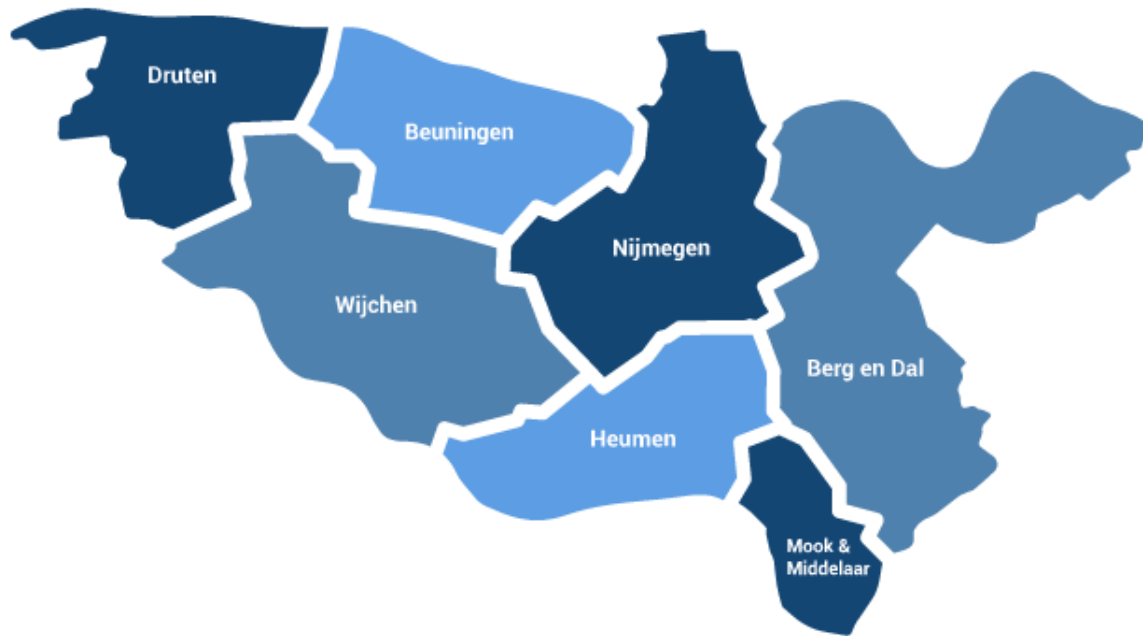 Druten
Beuningen
Nijmegen
Wijchen
Berg en Dal
Heumen
Mook &
Middelaar